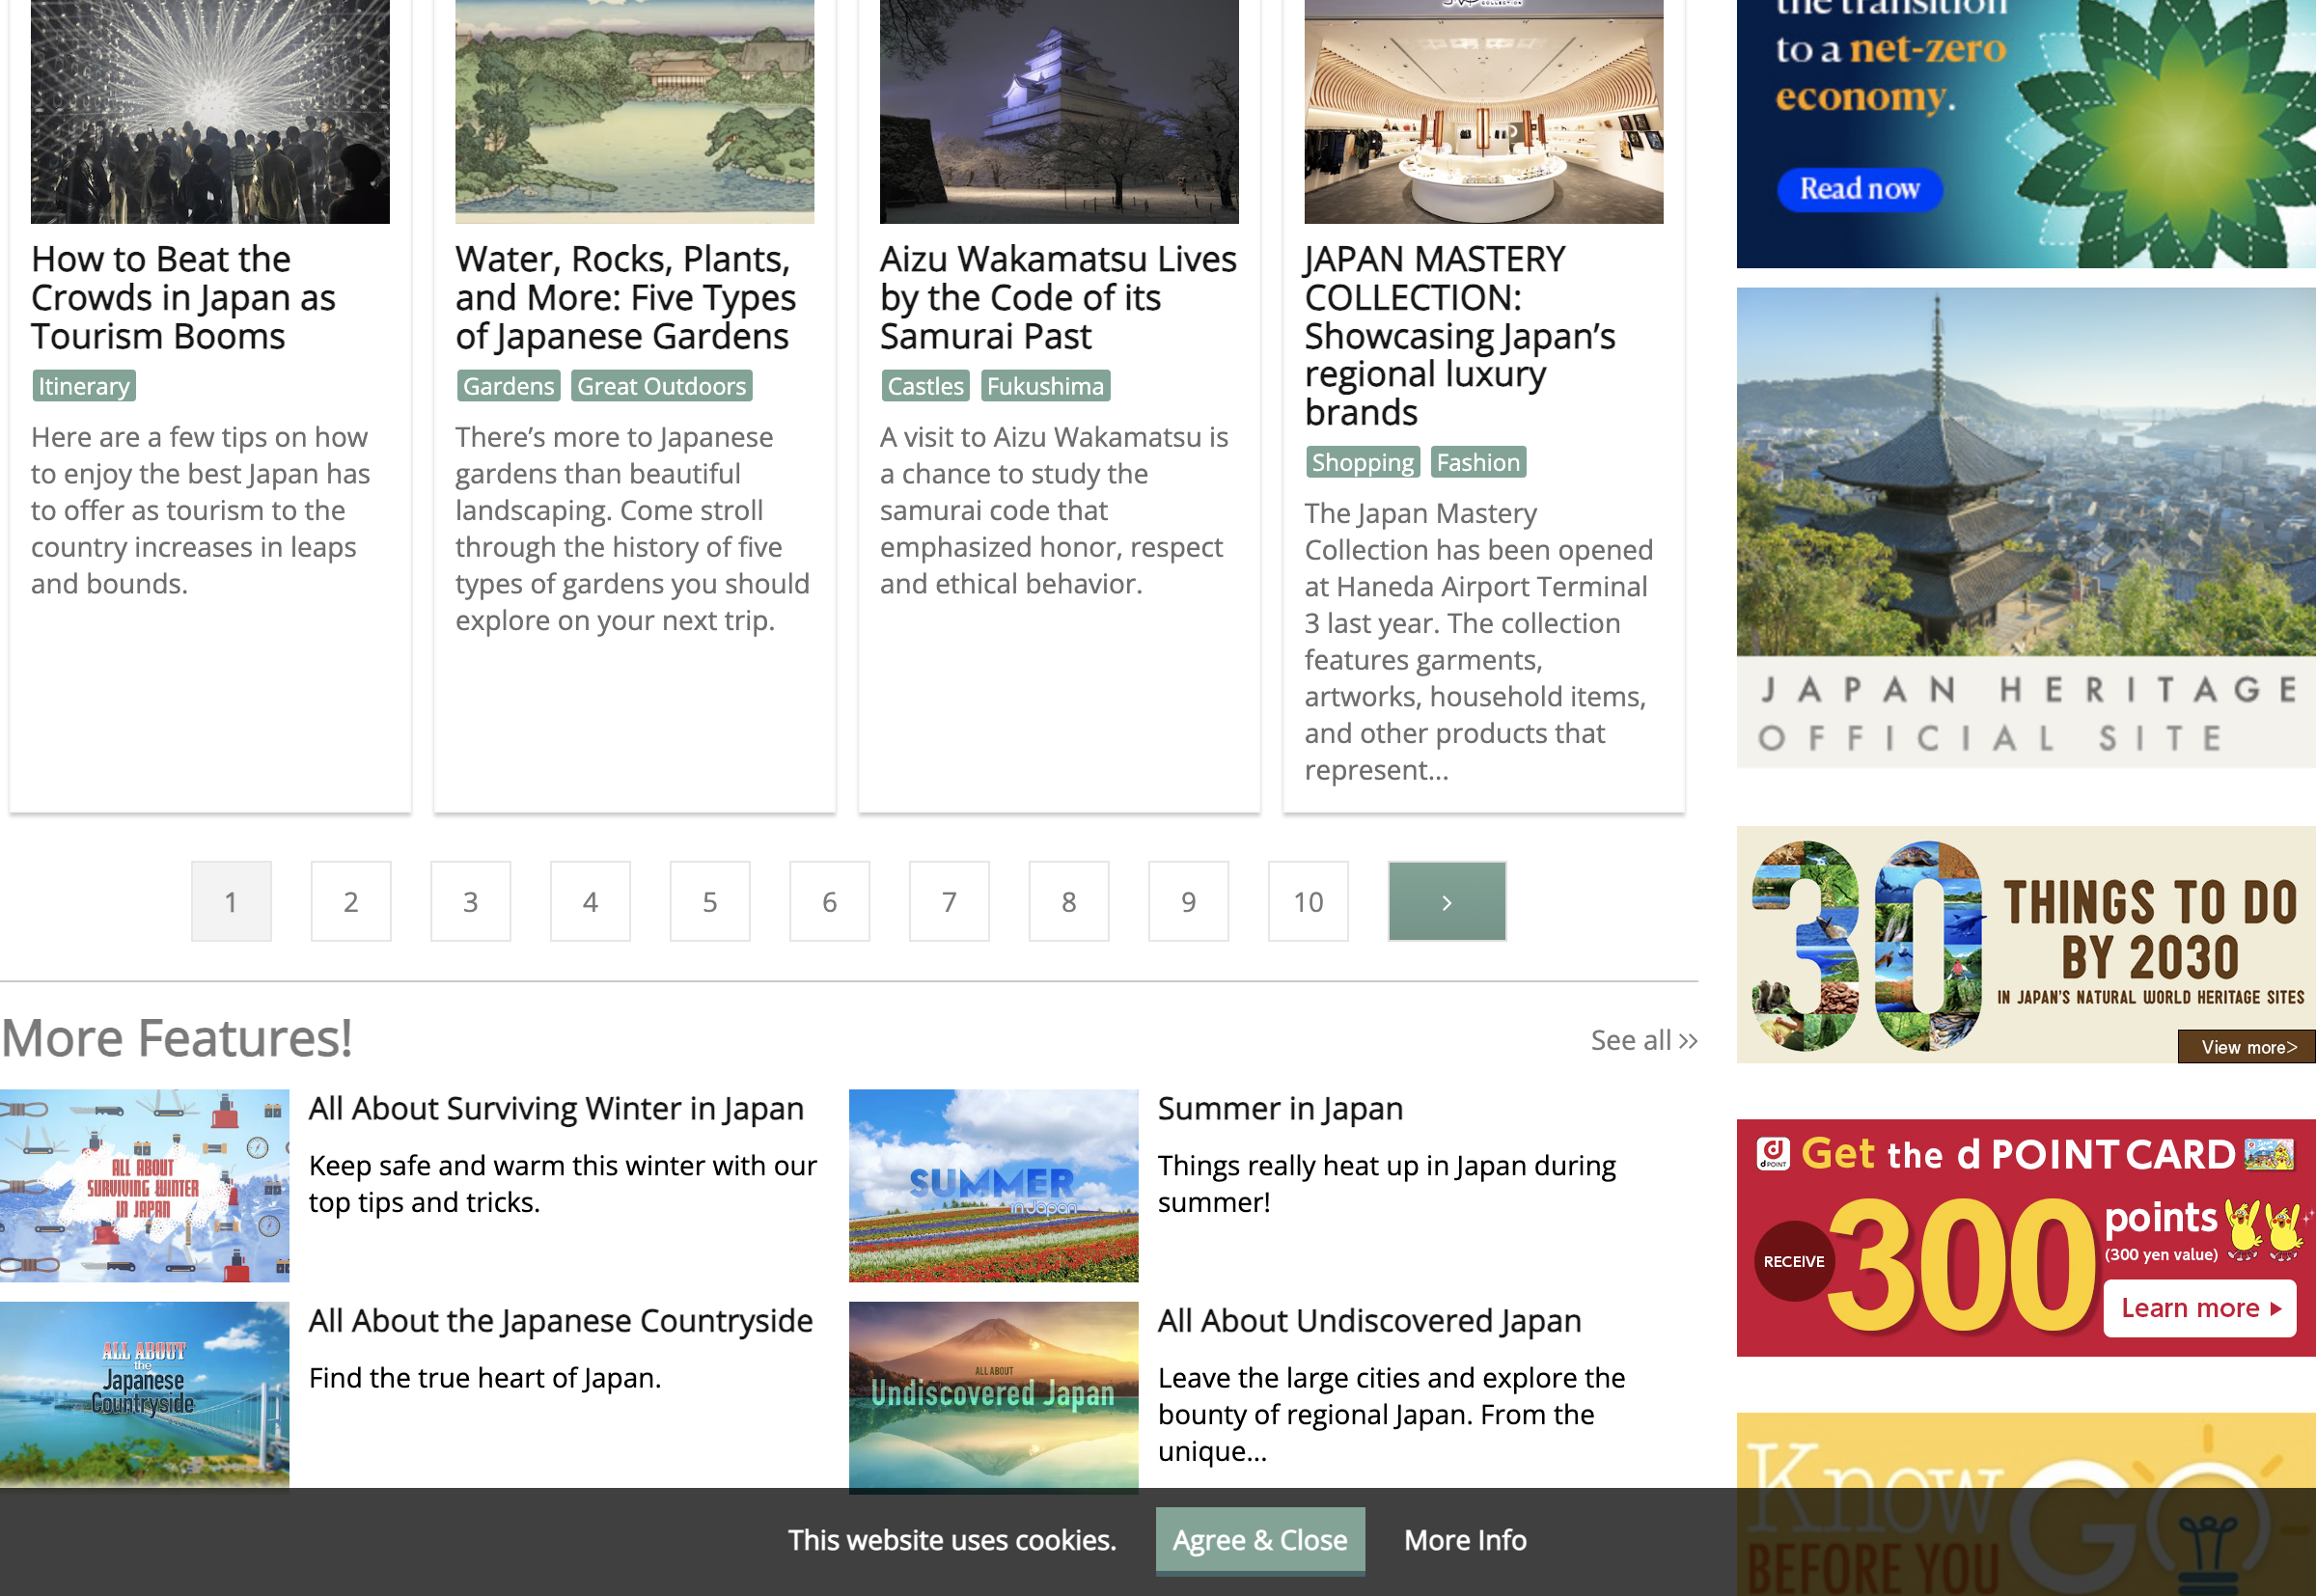 How to Beat the
Crowds in Japan as
Tourism Booms
Itinerary
Here are a few tips on how
to enjoy the best Japan has
to offer as tourism to the
country increases in leaps
and bounds.
Water, Rocks, Plants,
and More: Five Types
of Japanese Gardens
Gardens Great Outdoors
There’s more to Japanese
gardens than beautiful
landscaping. Come stroll
through the history of five
types of gardens you should
explore on your next trip.
Aizu Wakamatsu Lives
by the Code of its
Samurai Past
Castles Fukushima
A visit to Aizu Wakamatsu is
a chance to study the
samurai code that
emphasized honor, respect
and ethical behavior.
COLLECTION
JAPAN MASTERY
COLLECTION:
Showcasing Japan’s
regional luxury
brands
Shopping Fashion
The Japan Mastery
Collection has been opened
at Haneda Airport Terminal
3 last year. The collection
features garments,
artworks, household items,
and other products that
represent...
1 2 3 4 5 6 7 8 9 10 >
More Features!
See all >>
ALL ABOUT
SURVIVING WINTER
IN JAPAN
All About Surviving Winter in Japan
Keep safe and warm this winter with our
top tips and tricks.
SUMMER
in Japan
Summer in Japan
Things really heat up in Japan during
summer!
ALL ABOUT
the
Japanese
Countryside
All About the Japanese Countryside
Find the true heart of Japan.
ALL ABOUT
Undiscovered Japan
All About Undiscovered Japan
Leave the large cities and explore the
bounty of regional Japan. From the
unique...
the transition
to a net-zero
economy.
Read now
JAPAN HERITAGE
OFFICIAL SITE
30
THINGS TO DO
BY 2030
IN JAPAN'S NATURAL WORLD HERITAGE SITES
View more>
d POINT
Get the d POINT CARD
RECEIVE
300
points
(300 yen value)
Learn more
Know
BEFORE YOU
GO
This website uses cookies.
Agree & Close
More Info